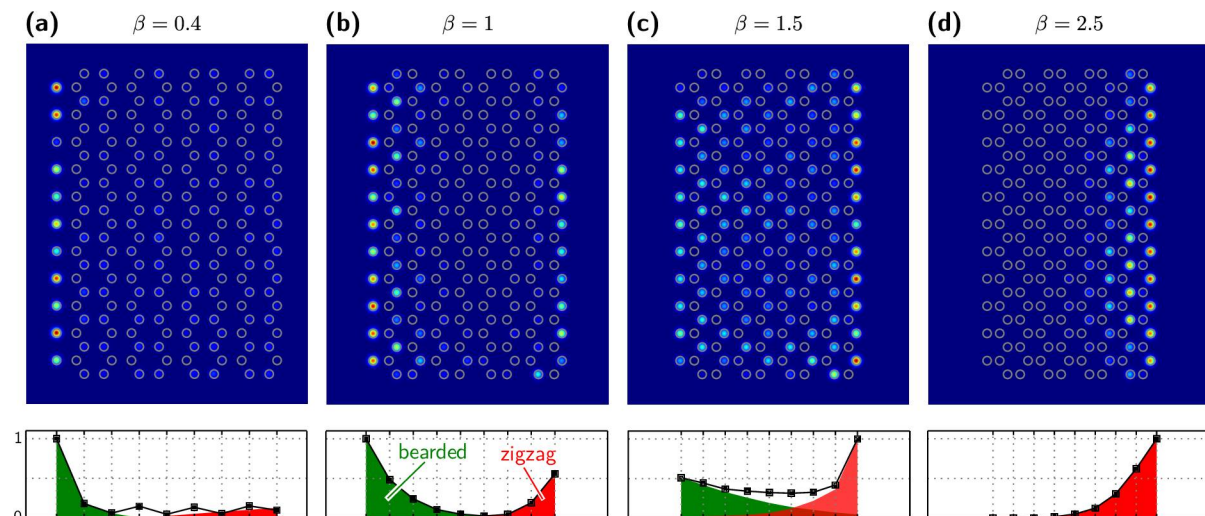 (a) β = 0.4 (b) β = 1 (c) β = 1.5 (d) β = 2.5
1
bearded zigzag
0